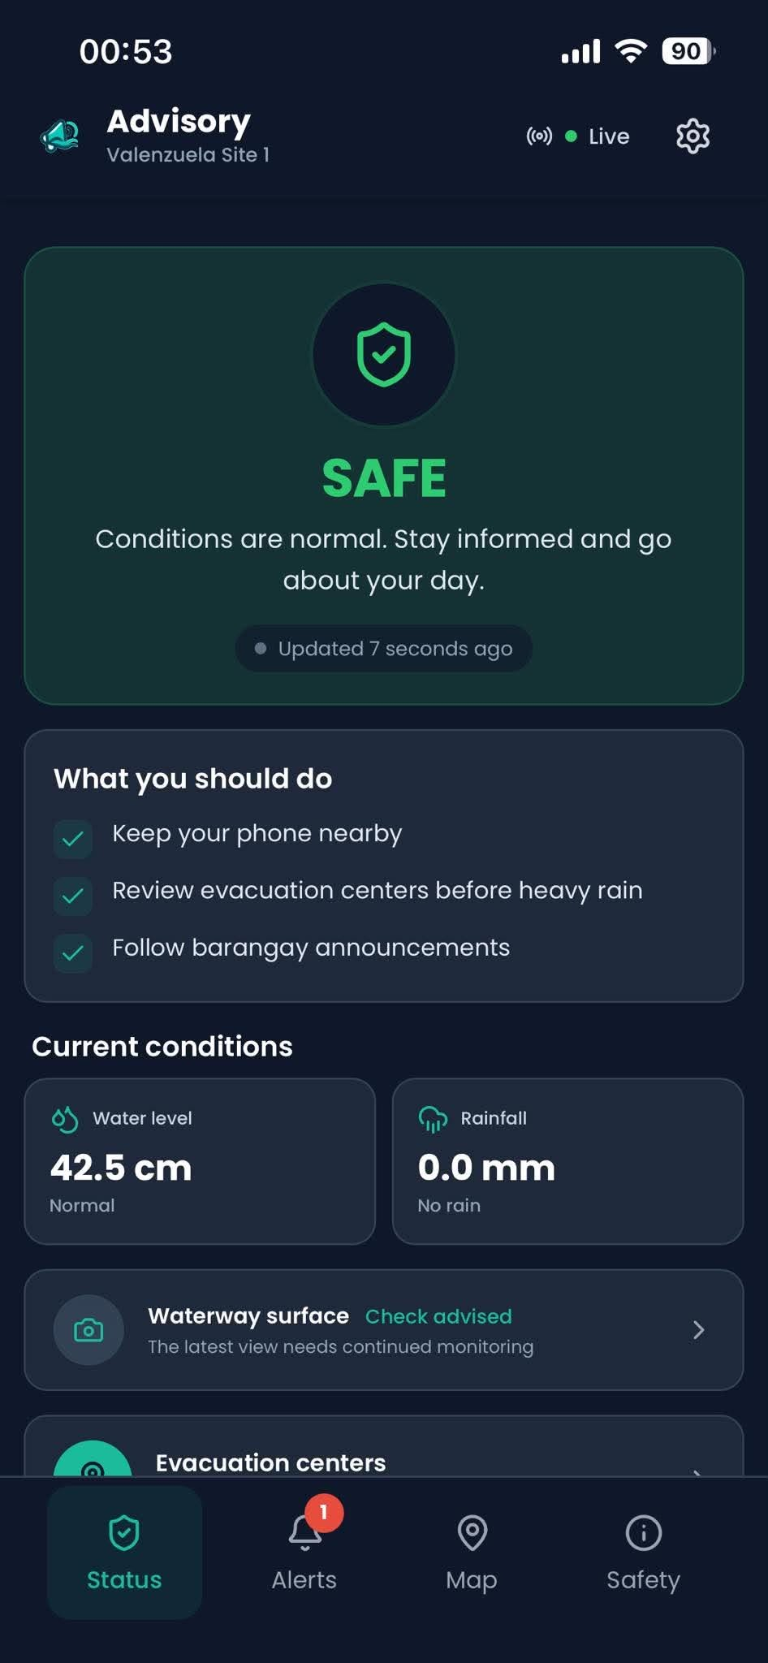 00:53
90
Advisory
Valenzuela Site 1
Live
SAFE
Conditions are normal. Stay informed and go
about your day.
Updated 7 seconds ago
What you should do
Keep your phone nearby
Review evacuation centers before heavy rain
Follow barangay announcements
Current conditions
Water level
42.5 cm
Normal
Rainfall
0.0 mm
No rain
Waterway surface Check advised
The latest view needs continued monitoring
Evacuation centers
1
Status
Alerts
Map
Safety